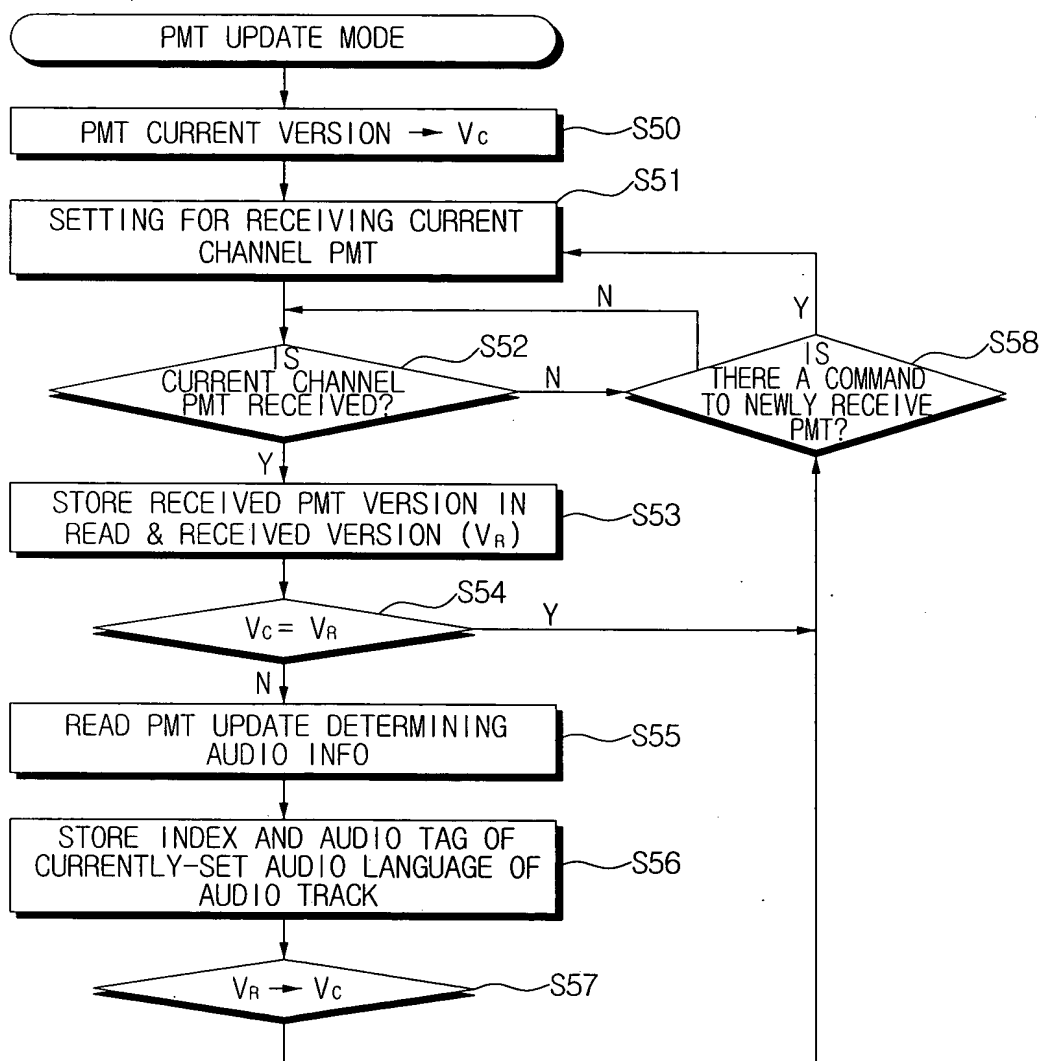 PMT UPDATE MODE
PMT CURRENT VERSION → Vc
S50
S51
SETTING FOR RECEIVING CURRENT
CHANNEL PMT
N
Y
S52
S58
IS
CURRENT CHANNEL
PMT RECEIVED?
N
IS
THERE A COMMAND
TO NEWLY RECEIVE
PMT?
Y
STORE RECEIVED PMT VERSION IN
READ & RECEIVED VERSION (VR)
S53
S54
VC = VR
Y
N
READ PMT UPDATE DETERMINING
AUDIO INFO
S55
STORE INDEX AND AUDIO TAG OF
CURRENTLY-SET AUDIO LANGUAGE OF
AUDIO TRACK
S56
VR → VC
S57